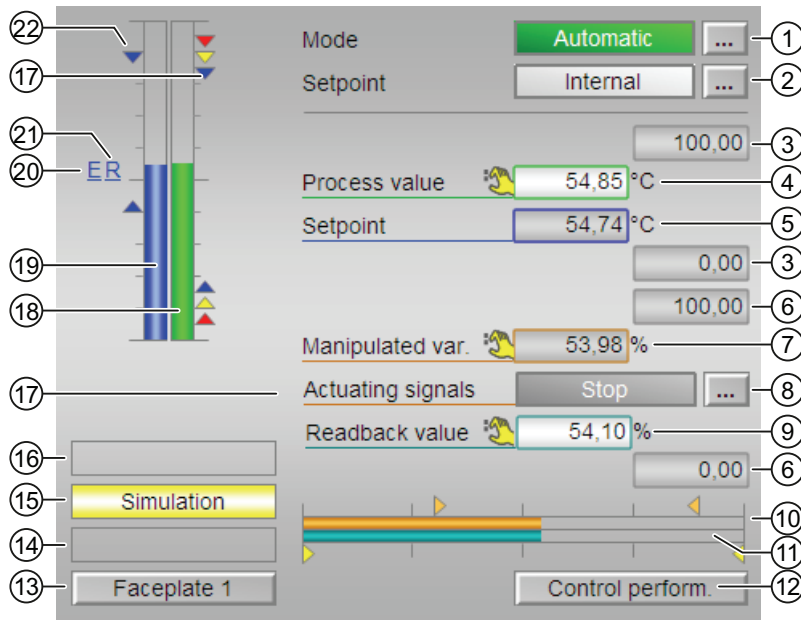 22
17
21
20
E R
19
18
17
16
15
Simulation
14
13
Faceplate 1
Mode
Automatic
...
1
Setpoint
Internal
...
2
100,00
3
Process value
54,85 °C
4
Setpoint
54,74 °C
5
0,00
3
100,00
6
Manipulated var.
53,98 %
7
Actuating signals
Stop
...
8
Readback value
54,10 %
9
0,00
6
10
11
Control perform.
12